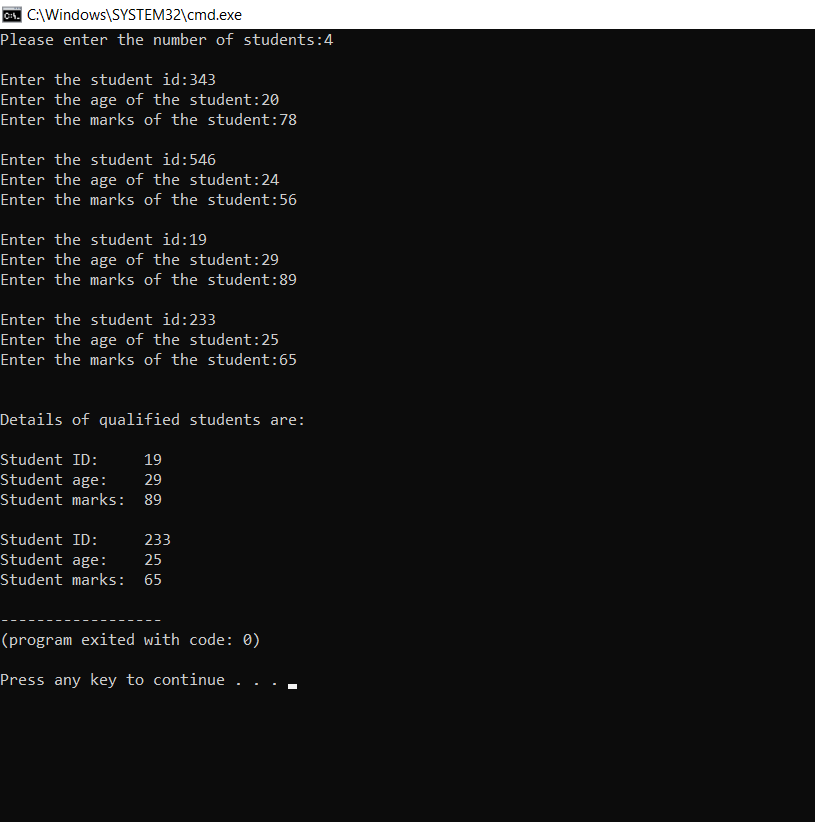 C:\Windows\SYSTEM32\cmd.exe
Please enter the number of students:4
Enter the student id:343
Enter the age of the student:20
Enter the marks of the student:78
Enter the student id:546
Enter the age of the student:24
Enter the marks of the student:56
Enter the student id:19
Enter the age of the student:29
Enter the marks of the student:89
Enter the student id:233
Enter the age of the student:25
Enter the marks of the student:65
Details of qualified students are:
Student ID:     19
Student age:    29
Student marks:  89
Student ID:     233
Student age:    25
Student marks:  65
------------------
(program exited with code: 0)
Press any key to continue . . .